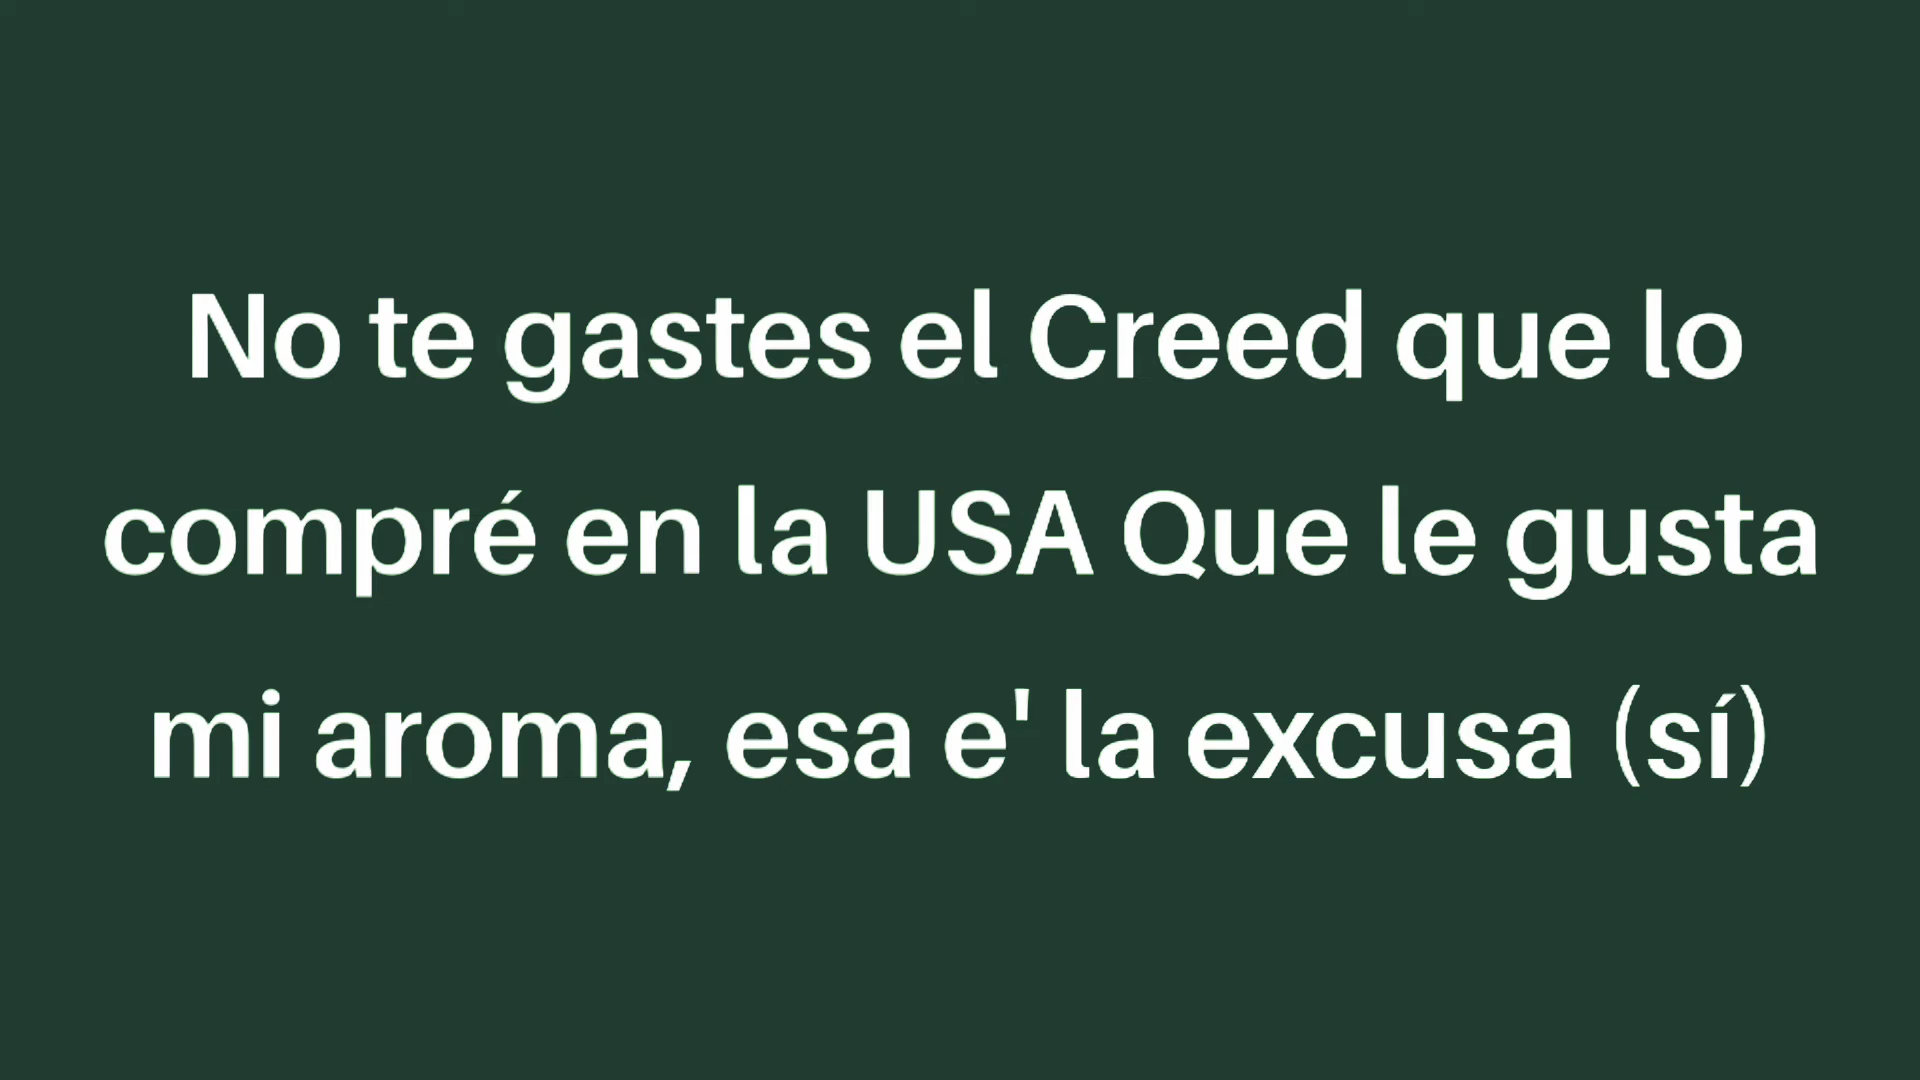 No te gastes el Creed que lo
compré en la USA Que le gusta
mi aroma, esa e' la excusa (sí)